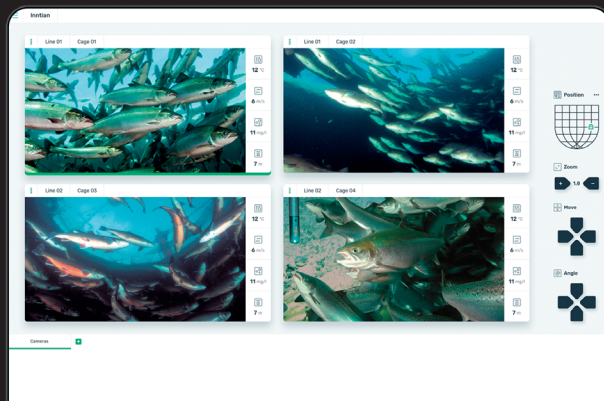 Inntian
Line 01 Cage 01
12 °C
6 m/s
11 mg/l
7 m
Line 01 Cage 02
12 °C
6 m/s
11 mg/l
7 m
Line 02 Cage 03
12 °C
6 m/s
11 mg/l
7 m
Line 02 Cage 04
12 °C
6 m/s
11 mg/l
7 m
Position
Zoom
+ 1.0 −
Move
Angle
Cameras